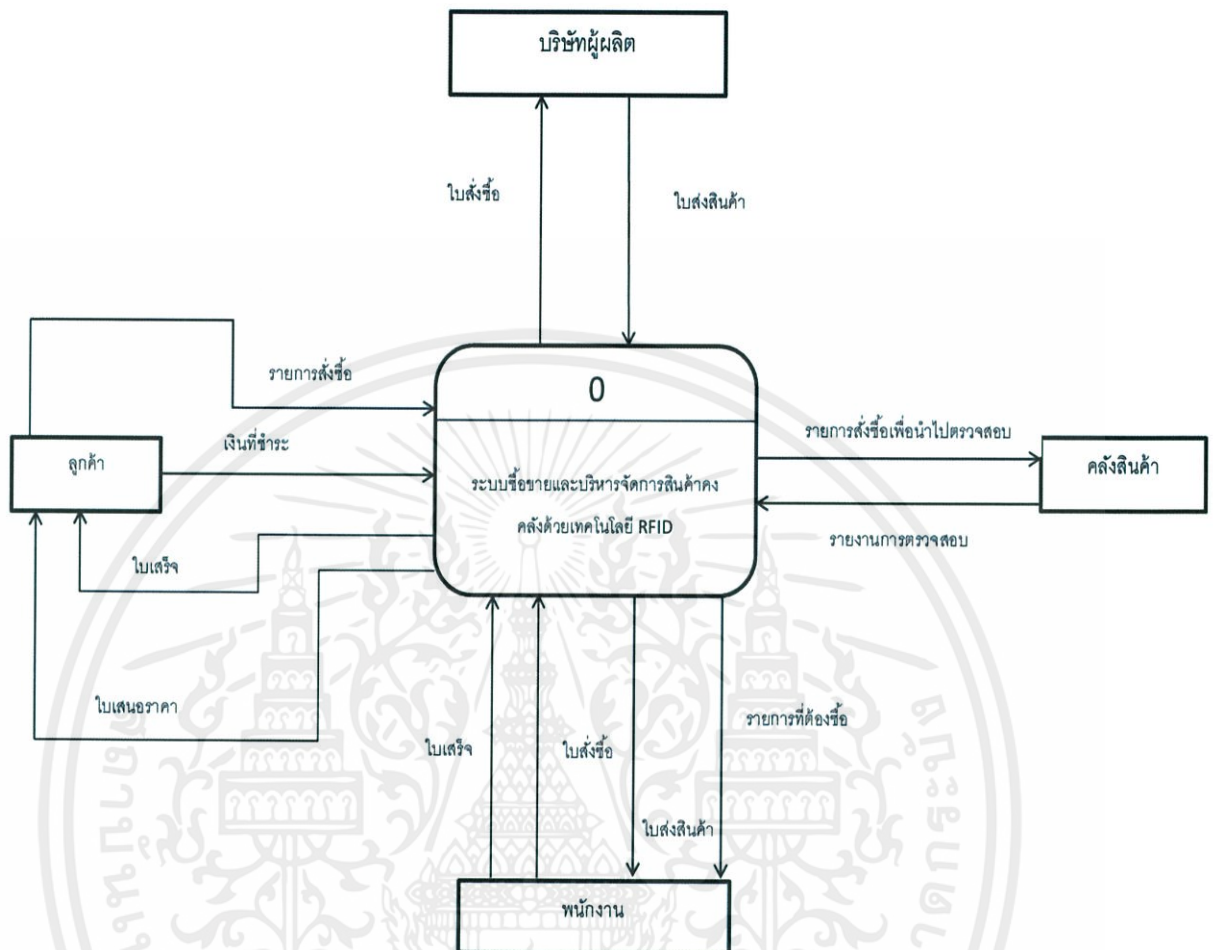 บริษัทผู้ผลิต
ใบสั่งซื้อ
ใบส่งสินค้า
รายการสั่งซื้อ
0
เงินที่ชำระ
รายการสั่งซื้อเพื่อนำไปตรวจสอบ
ลูกค้า
คลังสินค้า
ระบบซื้อขายและบริหารจัดการสินค้าคง
คลังด้วยเทคโนโลยี RFID
รายงานการตรวจสอบ
ใบเสร็จ
ใบเสนอราคา
รายการที่ต้องซื้อ
ใบเสร็จ
ใบสั่งซื้อ
ใบส่งสินค้า
พนักงาน